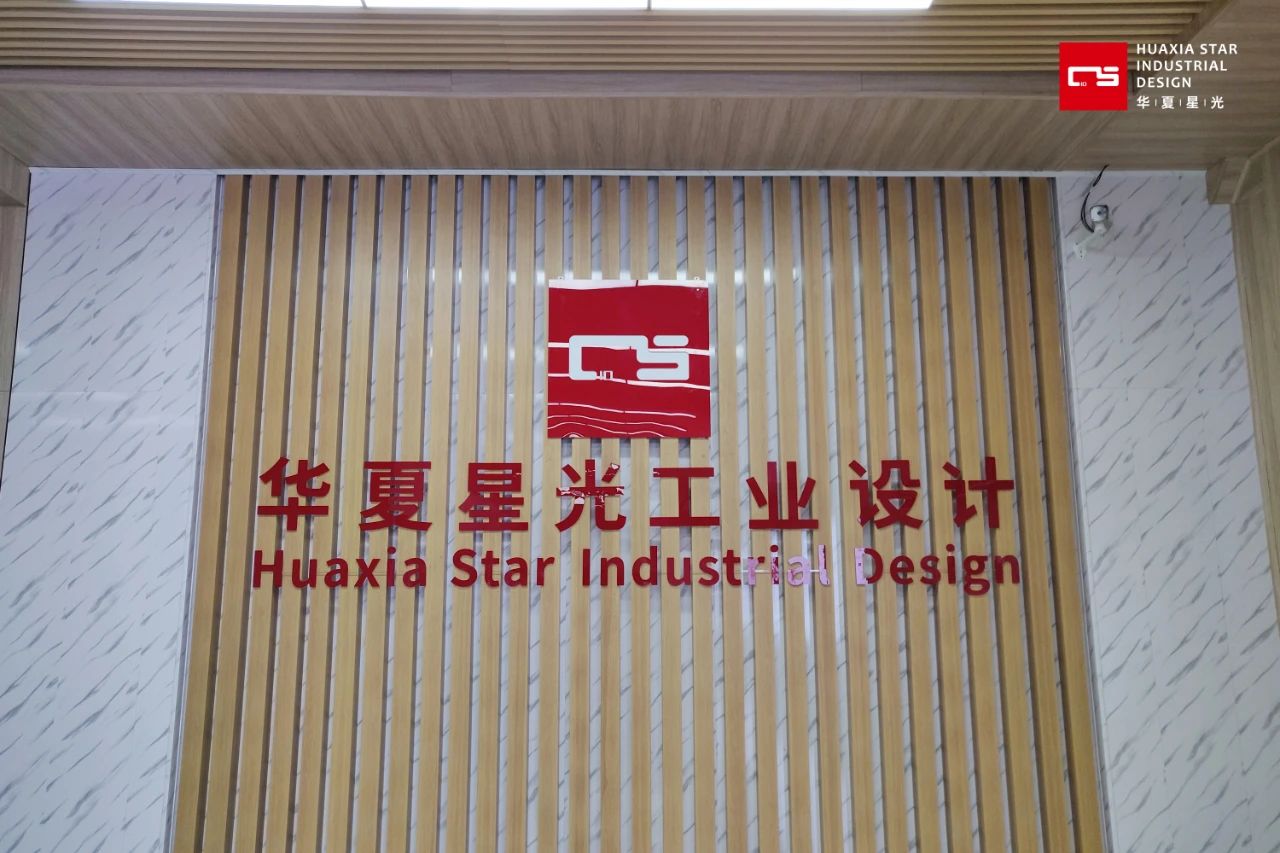 HUAXIA STAR
INDUSTRIAL
DESIGN
华夏星光
华夏星光工业设计
Huaxia Star Industrial Design